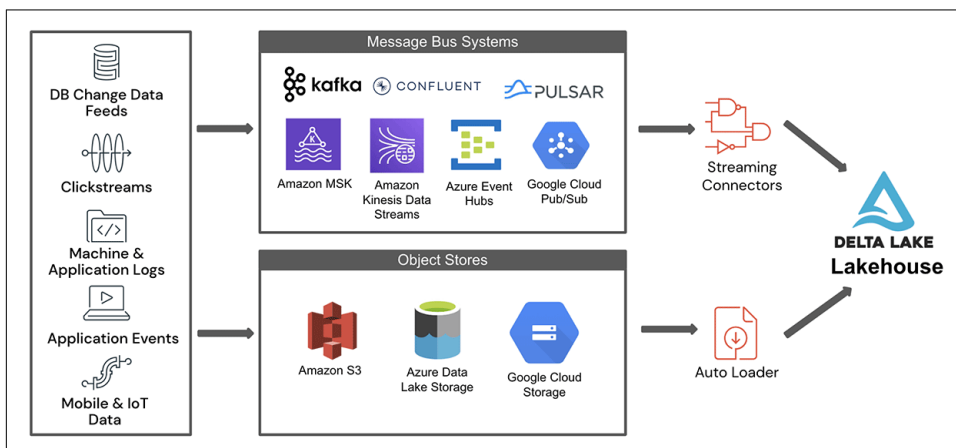 DB Change Data
Feeds
Clickstreams
Machine &
Application Logs
Application Events
Mobile & IoT
Data
Message Bus Systems
kafka
CONFLUENT
PULSAR
K
Amazon MSK
Amazon
Kinesis Data
Streams
Azure Event
Hubs
Google Cloud
Pub/Sub
Object Stores
Amazon S3
Azure Data
Lake Storage
Google Cloud
Storage
Streaming
Connectors
Auto Loader
DELTA LAKE
Lakehouse